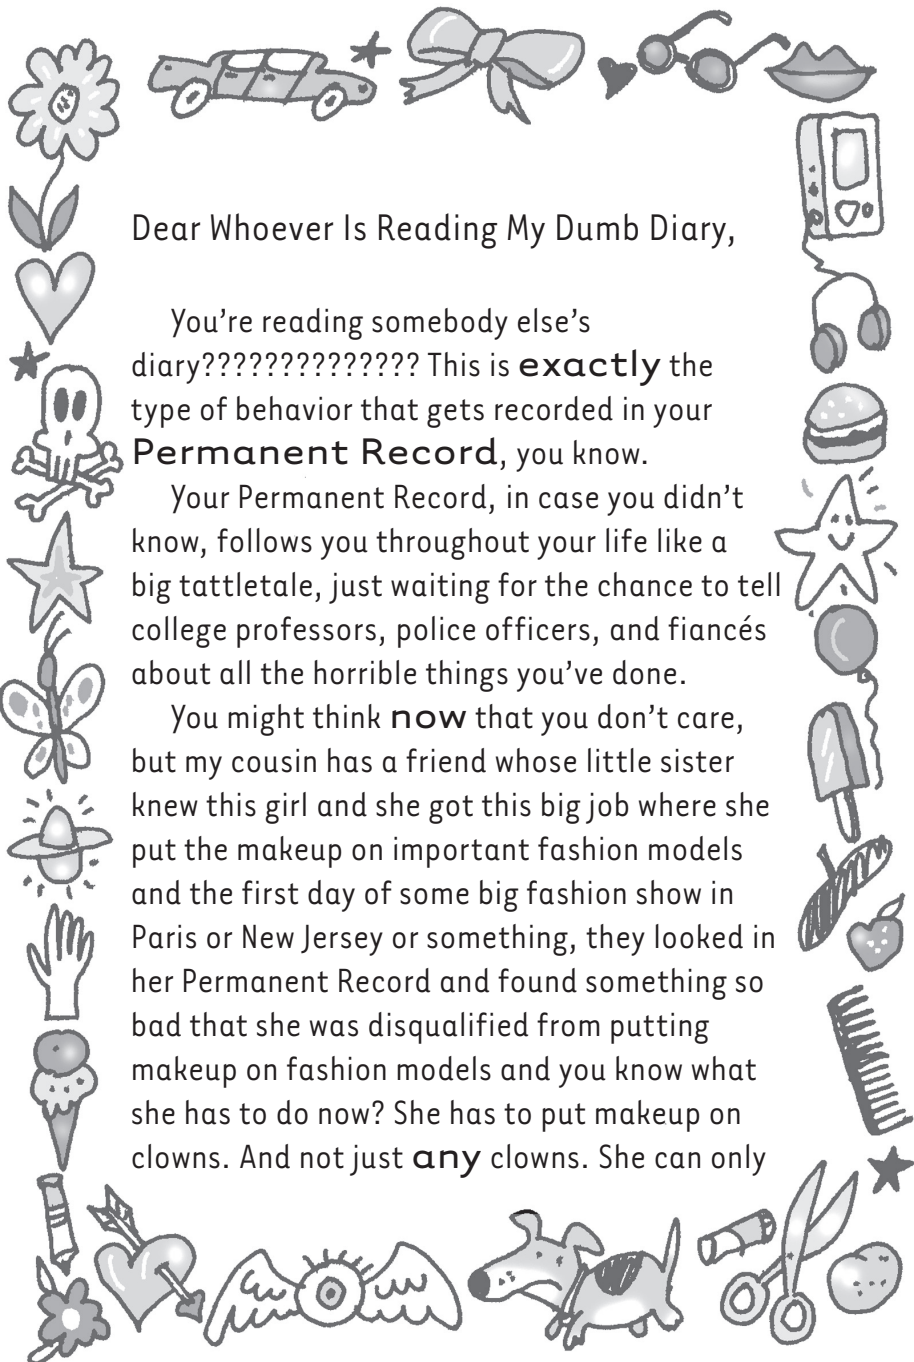 Dear Whoever Is Reading My Dumb Diary,
You’re reading somebody else’s
diary?????????????? This is exactly the
type of behavior that gets recorded in your
Permanent Record, you know.
Your Permanent Record, in case you didn’t
know, follows you throughout your life like a
big tattletale, just waiting for the chance to tell
college professors, police officers, and fiancés
about all the horrible things you’ve done.
You might think now that you don’t care,
but my cousin has a friend whose little sister
knew this girl and she got this big job where she
put the makeup on important fashion models
and the first day of some big fashion show in
Paris or New Jersey or something, they looked in
her Permanent Record and found something so
bad that she was disqualified from putting
makeup on fashion models and you know what
she has to do now? She has to put makeup on
clowns. And not just any clowns. She can only